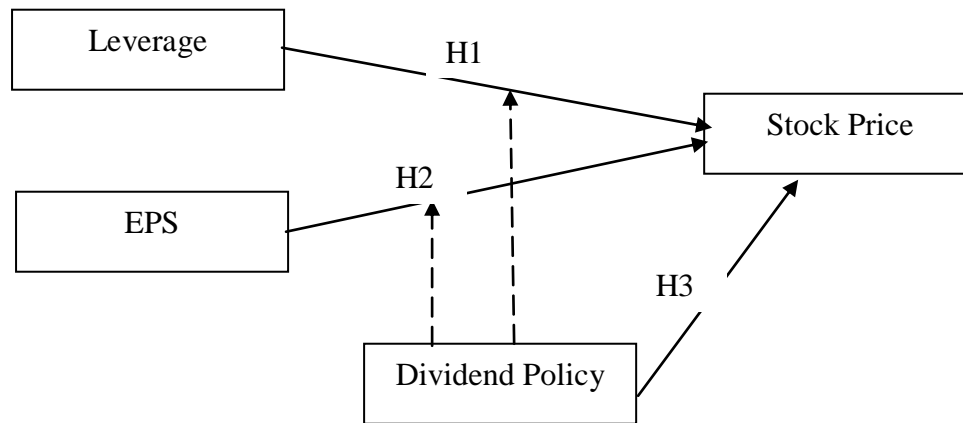 Leverage
H1
Stock Price
H2
EPS
H3
Dividend Policy